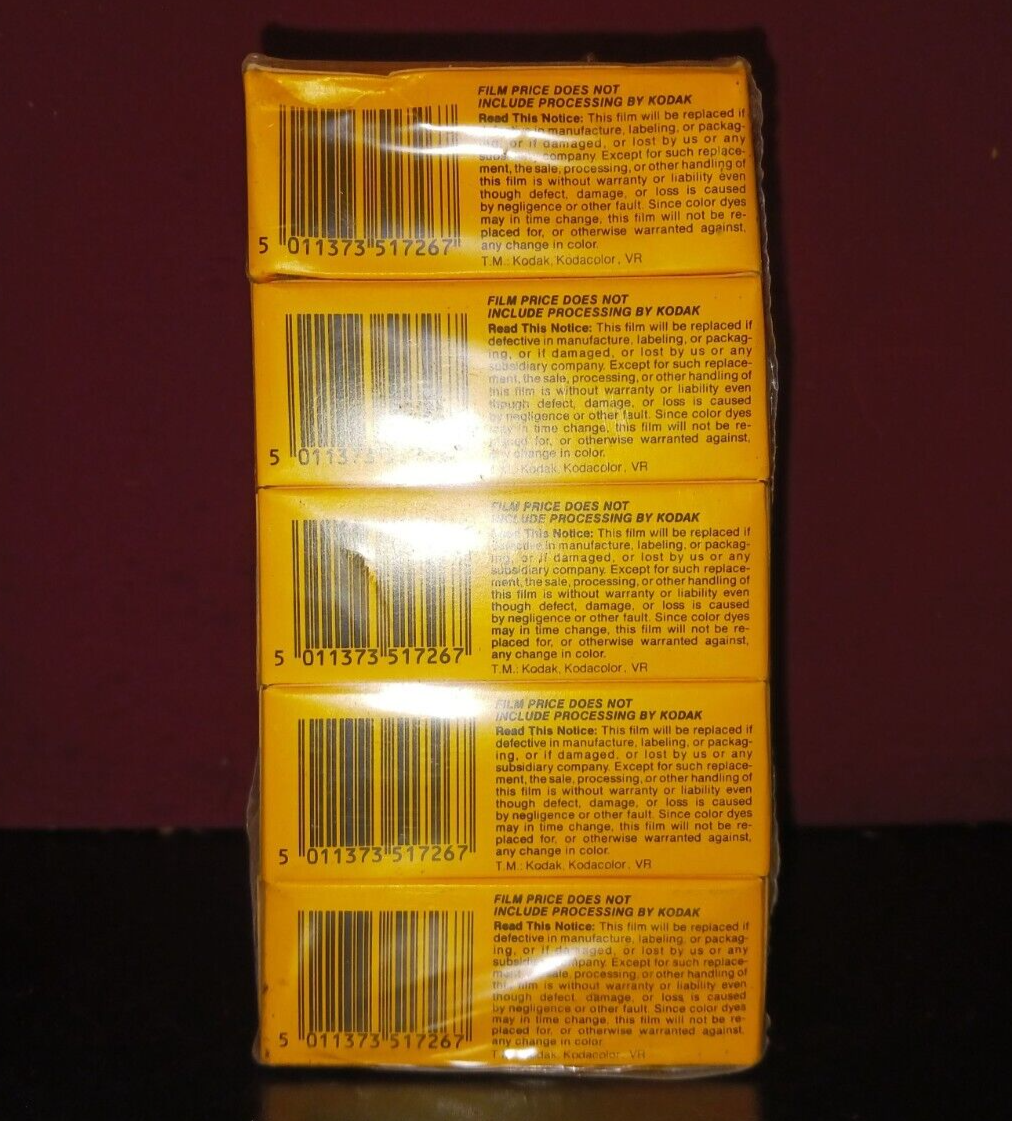 FILM PRICE DOES NOT
INCLUDE PROCESSING BY KODAK
Read This Notice: This film will be replaced if
in manufacture, labeling, or packag-
ing, or if damaged, or lost by us or any
company. Except for such replace-
ment, the sale, processing, or other handling of
this film is without warranty or liability even
though defect, damage, or loss is caused
by negligence or other fault. Since color dyes
may in time change, this film will not be re-
placed for, or otherwise warranted against,
any change in color.
T.M.: Kodak, Kodacolor, VR
5 011373 517267
FILM PRICE DOES NOT
INCLUDE PROCESSING BY KODAK
Read This Notice: This film will be replaced if
defective in manufacture, labeling, or packag-
ing, or if damaged, or lost by us or any
subsidiary company. Except for such replace-
ment, the sale, processing, or other handling of
this film is without warranty or liability even
though defect, damage, or loss is caused
by negligence or other fault. Since color dyes
may in time change, this film will not be re-
placed for, or otherwise warranted against,
any change in color.
T.M.: Kodak, Kodacolor, VR
5 011373
FILM PRICE DOES NOT
INCLUDE PROCESSING BY KODAK
Read This Notice: This film will be replaced if
defective in manufacture, labeling, or packag-
ing, or if damaged, or lost by us or any
subsidiary company. Except for such replace-
ment, the sale, processing, or other handling of
this film is without warranty or liability even
though defect, damage, or loss is caused
by negligence or other fault. Since color dyes
may in time change, this film will not be re-
placed for, or otherwise warranted against,
any change in color.
T.M.: Kodak, Kodacolor, VR
5 011373 517267
FILM PRICE DOES NOT
INCLUDE PROCESSING BY KODAK
Read This Notice: This film will be replaced if
defective in manufacture, labeling, or packag-
ing, or if damaged, or lost by us or any
subsidiary company. Except for such replace-
ment, the sale, processing, or other handling of
this film is without warranty or liability even
though defect, damage, or loss is caused
by negligence or other fault. Since color dyes
may in time change, this film will not be re-
placed for, or otherwise warranted against,
any change in color.
T.M.: Kodak, Kodacolor, VR
5 011373 517267
FILM PRICE DOES NOT
INCLUDE PROCESSING BY KODAK
Read This Notice: This film will be replaced if
defective in manufacture, labeling, or packag-
ing, or if damaged, or lost by us or any
company. Except for such replace-
ment, the sale, processing, or other handling of
this film is without warranty or liability even
though defect, damage, or loss is caused
by negligence or other fault. Since color dyes
may in time change, this film will not be re-
placed for, or otherwise warranted against,
any change in color.
T.M.: Kodak, Kodacolor, VR
5 011373 517267